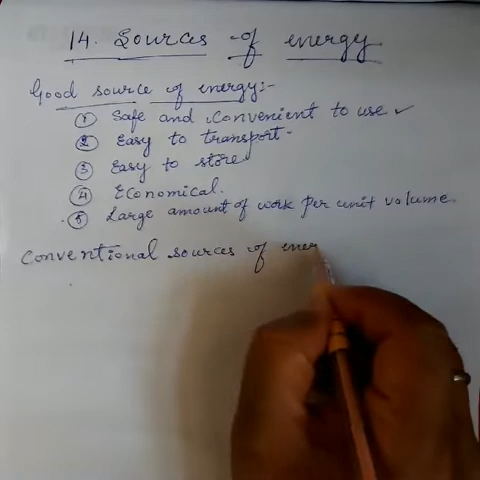 14. Sources of energy
Good source of energy:-
① Safe and convenient to use ✓
② Easy to transport.
③ Easy to store
④ Economical.
⑤ Large amount of work per unit volume.
Conventional sources of ener